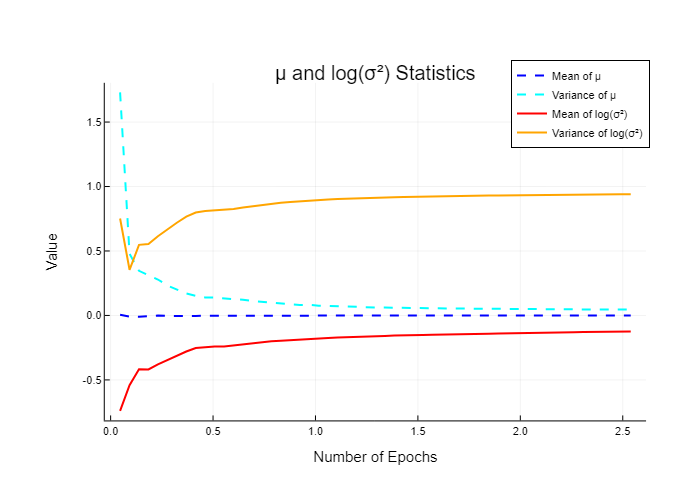 μ and log(σ²) Statistics
Mean of μ
Variance of μ
Mean of log(σ²)
Variance of log(σ²)
Value
1.5
1.0
0.5
0.0
-0.5
0.0 0.5 1.0 1.5 2.0 2.5
Number of Epochs